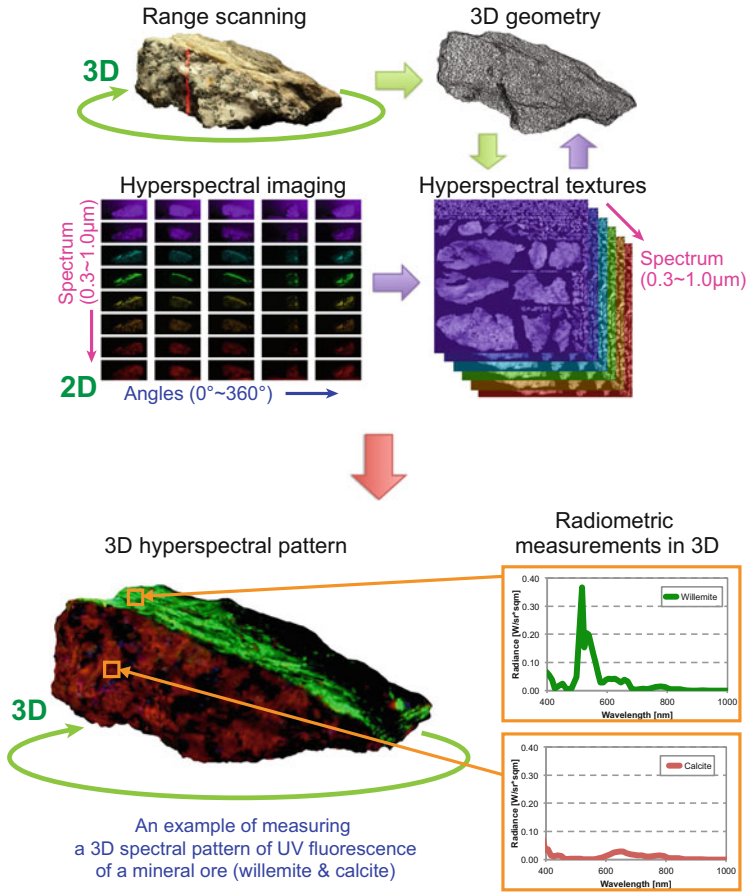 Range scanning
3D geometry
3D
Hyperspectral imaging
Hyperspectral textures
Spectrum
(0.3~1.0μm)
Spectrum
(0.3~1.0μm)
2D
Angles (0°~360°)
3D hyperspectral pattern
Radiometric
measurements in 3D
3D
0.40
0.30
0.20
0.10
0.00
Radiance [W/sr*sqm]
Willemite
400
600
800
1000
Wavelength [nm]
0.40
0.30
0.20
0.10
0.00
Radiance [W/sr*sqm]
Calcite
400
600
800
1000
Wavelength [nm]
An example of measuring
a 3D spectral pattern of UV fluorescence
of a mineral ore (willemite & calcite)